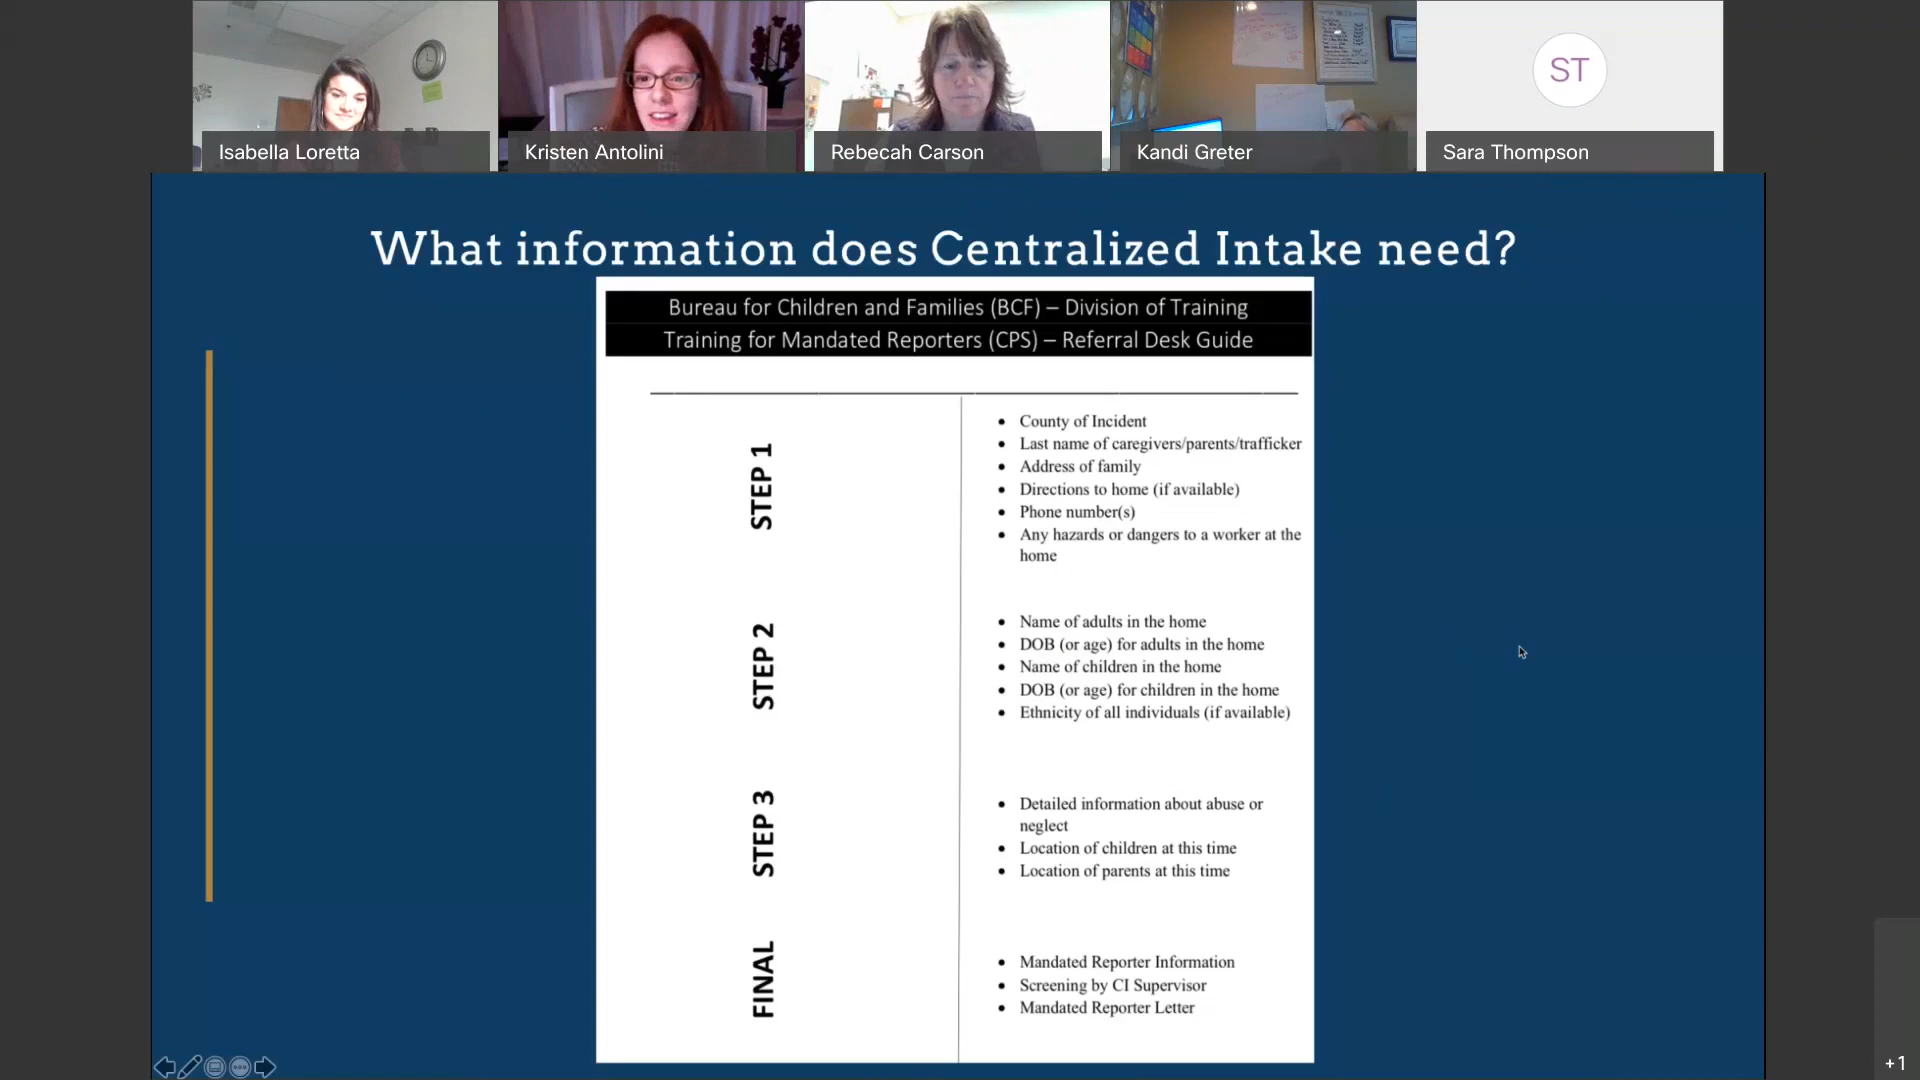 Isabella Loretta
Kristen Antolini
Rebecah Carson
Kandi Greter
ST
Sara Thompson
What information does Centralized Intake need?
Bureau for Children and Families (BCF) – Division of Training
Training for Mandated Reporters (CPS) – Referral Desk Guide
STEP 1
• County of Incident
• Last name of caregivers/parents/trafficker
• Address of family
• Directions to home (if available)
• Phone number(s)
• Any hazards or dangers to a worker at the
home
STEP 2
• Name of adults in the home
• DOB (or age) for adults in the home
• Name of children in the home
• DOB (or age) for children in the home
• Ethnicity of all individuals (if available)
STEP 3
• Detailed information about abuse or
neglect
• Location of children at this time
• Location of parents at this time
FINAL
• Mandated Reporter Information
• Screening by CI Supervisor
• Mandated Reporter Letter
+1